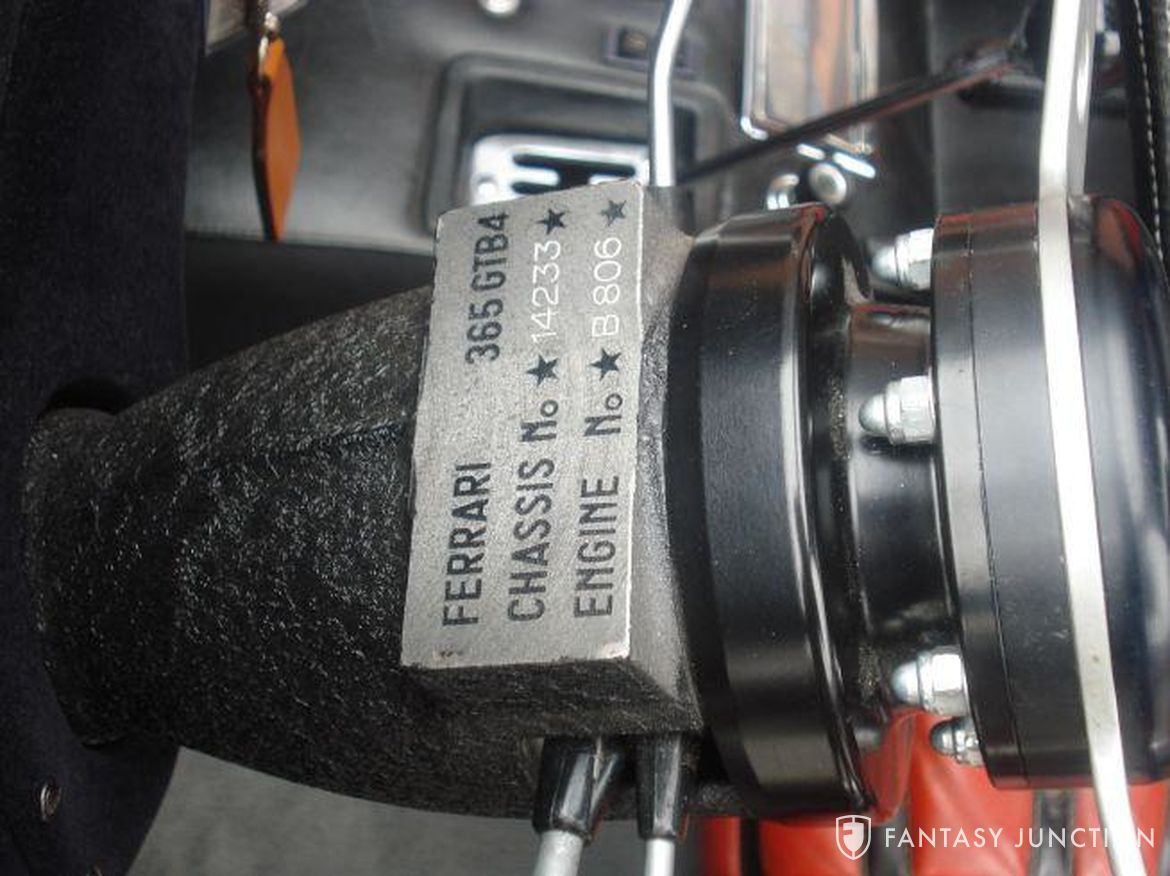 FERRARI 365 GTB4
CHASSIS No ★ 14233 ★
ENGINE No ★ B 806 ★
FANTASY JUNCTION